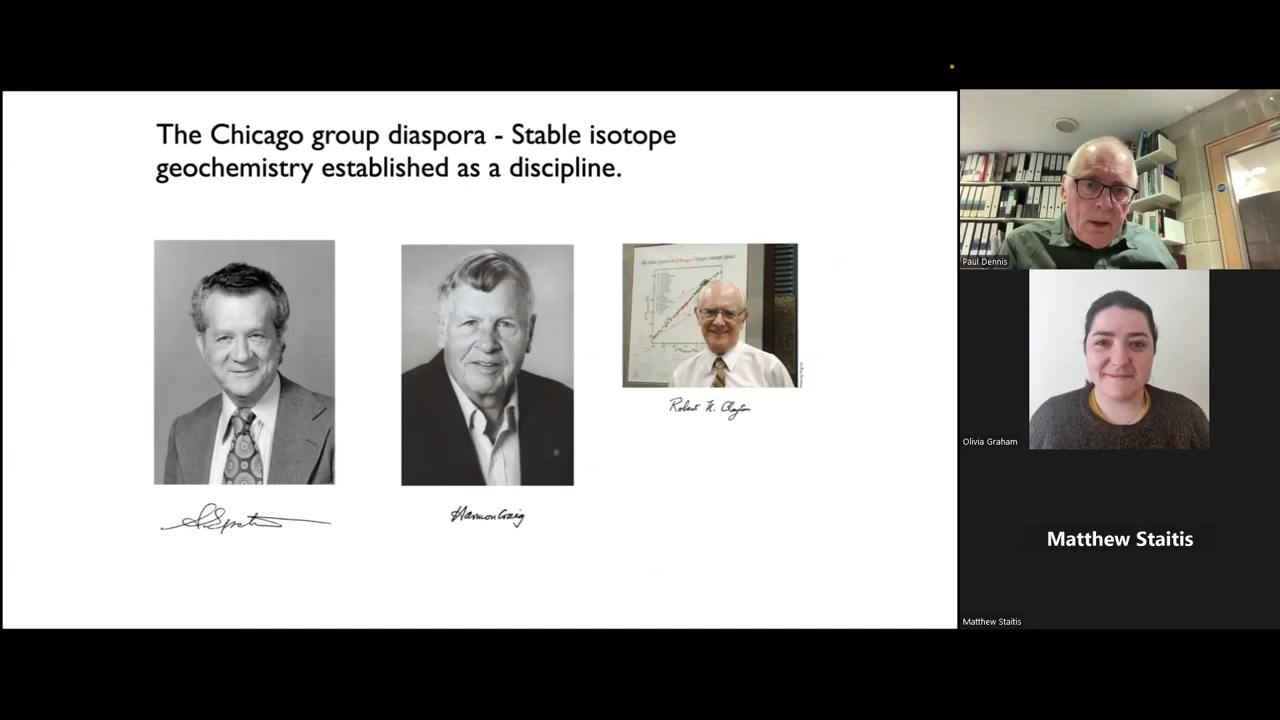 The Chicago group diaspora - Stable isotope
geochemistry established as a discipline.
Robert N. Clayton
Harmon Craig
Paul Dennis
Olivia Graham
Matthew Staitis
Matthew Staitis